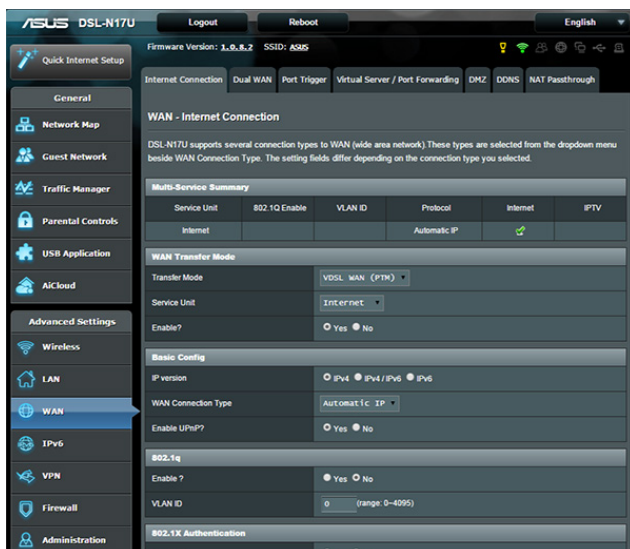 ASUS DSL-N17U Logout Reboot English
Firmware Version: 1.0.8.2 SSID: ASUS
Quick Internet Setup
General
Network Map
Guest Network
Traffic Manager
Parental Controls
USB Application
AiCloud
Advanced Settings
Wireless
LAN
WAN
IPv6
VPN
Firewall
Administration
Internet Connection Dual WAN Port Trigger Virtual Server / Port Forwarding DMZ DDNS NAT Passthrough
WAN - Internet Connection
DSL-N17U supports several connection types to WAN (wide area network).These types are selected from the dropdown menu
beside WAN Connection Type. The setting fields differ depending on the connection type you selected.
Multi-Service Summary
Service Unit 802.1Q Enable VLAN ID Protocol Internet IPTV
Internet Automatic IP
WAN Transfer Mode
Transfer Mode VDSL WAN (PTM)
Service Unit Internet
Enable? Yes No
Basic Config
IP version IPv4 IPv4/IPv6 IPv6
WAN Connection Type Automatic IP
Enable UPnP? Yes No
802.1q
Enable ? Yes No
VLAN ID 0 (range: 0~4095)
802.1X Authentication